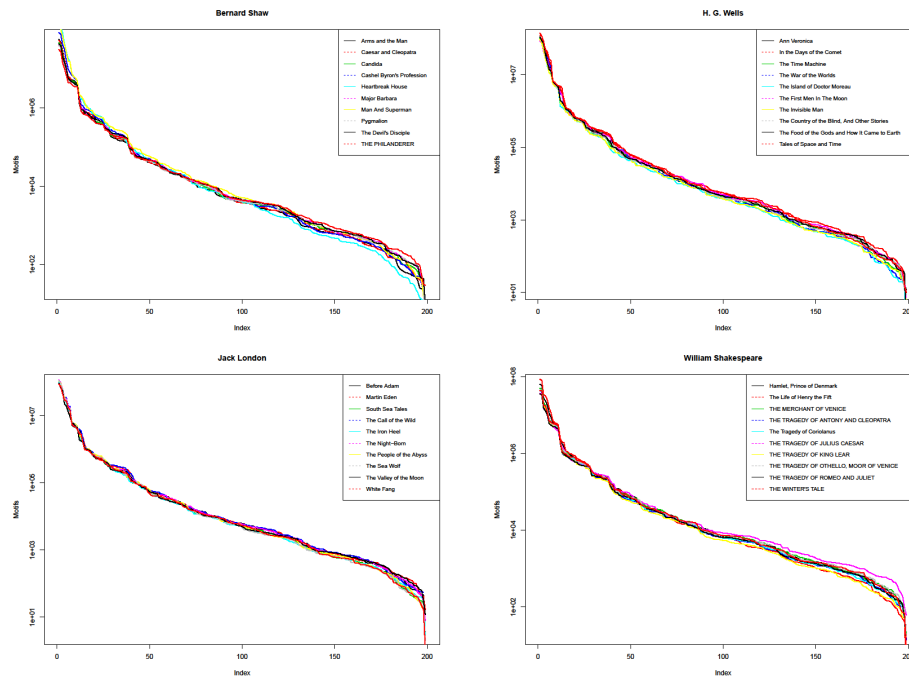 Bernard Shaw
Motifs
1e+06
1e+04
1e+02
Arms and the Man
Caesar and Cleopatra
Candida
Cashel Byron's Profession
Heartbreak House
Major Barbara
Man And Superman
Pygmalion
The Devil's Disciple
THE PHILANDERER
0 50 100 150 200
Index
H. G. Wells
Motifs
1e+07
1e+05
1e+03
1e+01
Ann Veronica
In the Days of the Comet
The Time Machine
The War of the Worlds
The Island of Doctor Moreau
The First Men In The Moon
The Invisible Man
The Country of the Blind, And Other Stories
The Food of the Gods and How It Came to Earth
Tales of Space and Time
0 50 100 150 200
Index
Jack London
Motifs
1e+07
1e+05
1e+03
1e+01
Before Adam
Martin Eden
South Sea Tales
The Call of the Wild
The Iron Heel
The Night-Born
The People of the Abyss
The Sea Wolf
The Valley of the Moon
White Fang
0 50 100 150 200
Index
William Shakespeare
Motifs
1e+08
1e+06
1e+04
1e+02
Hamlet, Prince of Denmark
The Life of Henry the Fift
THE MERCHANT OF VENICE
THE TRAGEDY OF ANTONY AND CLEOPATRA
The Tragedy of Coriolanus
THE TRAGEDY OF JULIUS CAESAR
THE TRAGEDY OF KING LEAR
THE TRAGEDY OF OTHELLO, MOOR OF VENICE
THE TRAGEDY OF ROMEO AND JULIET
THE WINTER'S TALE
0 50 100 150 200
Index